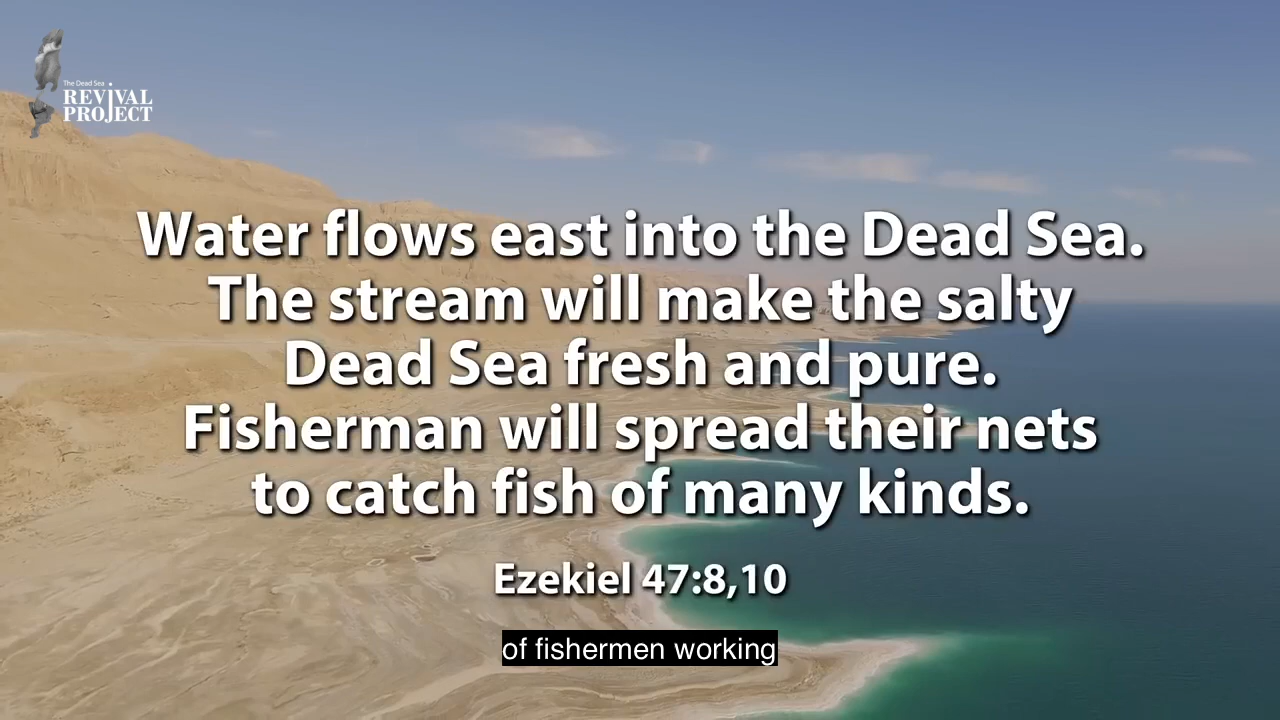 The Dead Sea
REVIVAL
PROJECT
Water flows east into the Dead Sea.
The stream will make the salty
Dead Sea fresh and pure.
Fisherman will spread their nets
to catch fish of many kinds.
Ezekiel 47:8,10
of fishermen working